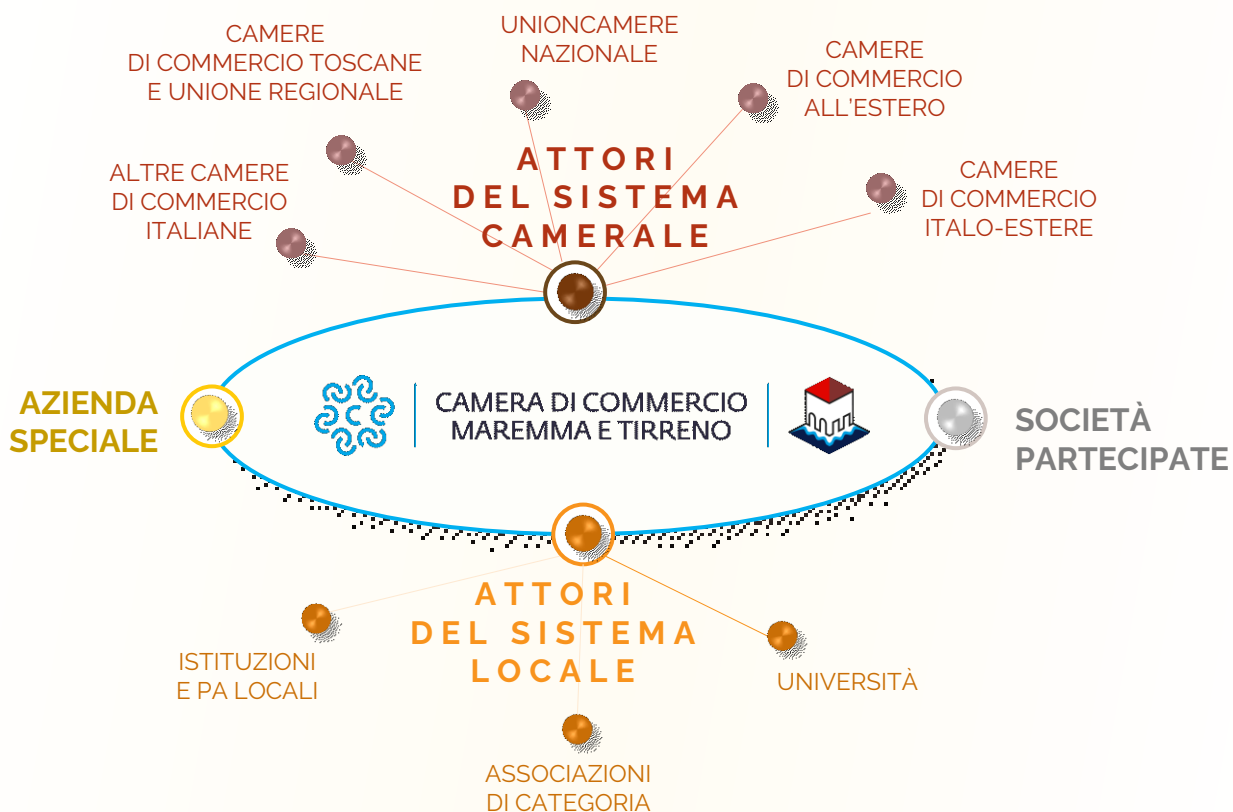 CAMERE
DI COMMERCIO TOSCANE
E UNIONE REGIONALE
UNIONCAMERE
NAZIONALE
CAMERE
DI COMMERCIO
ALL'ESTERO
ALTRE CAMERE
DI COMMERCIO
ITALIANE
ATTORI
DEL SISTEMA
CAMERALE
CAMERE
DI COMMERCIO
ITALO-ESTERE
AZIENDA
SPECIALE
CAMERA DI COMMERCIO
MAREMMA E TIRRENO
SOCIETÀ
PARTECIPATE
ATTORI
DEL SISTEMA
LOCALE
ISTITUZIONI
E PA LOCALI
UNIVERSITÀ
ASSOCIAZIONI
DI CATEGORIA